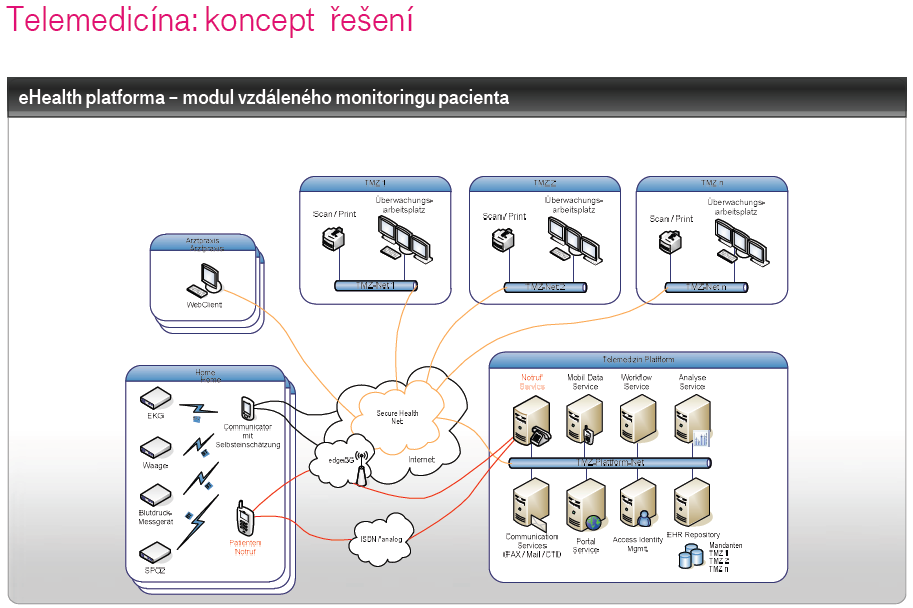 Telemedicína: koncept řešení
eHealth platforma – modul vzdáleného monitoringu pacienta
TMZ 1
Scan / Print
Überwachungs-
arbeitsplatz
TMZ-Net 1
TMZ 2
Scan / Print
Überwachungs-
arbeitsplatz
TMZ-Net 2
TMZ n
Scan / Print
Überwachungs-
arbeitsplatz
TMZ-Net n
Arztpraxis
Arztpraxis
WebClient
Home
Home
EKG
Waage
Blutdruck-
Messgerät
SPO2
Communicator
mit
Selbsteinschätzung
Patienten
Notruf
Secure Health
Net
Internet
edge/3G
ISDN / analog
Telemedizin Plattform
Notruf
Service
Mobil Data
Service
Workflow
Service
Analyse
Service
TMZ-Plattform-Net
Communication
Services
(FAX / Mail / CTI)
Portal
Service
Access Identity
Mgmt.
EHR Repository
Mandanten
TMZ 1
TMZ 2
TMZ n